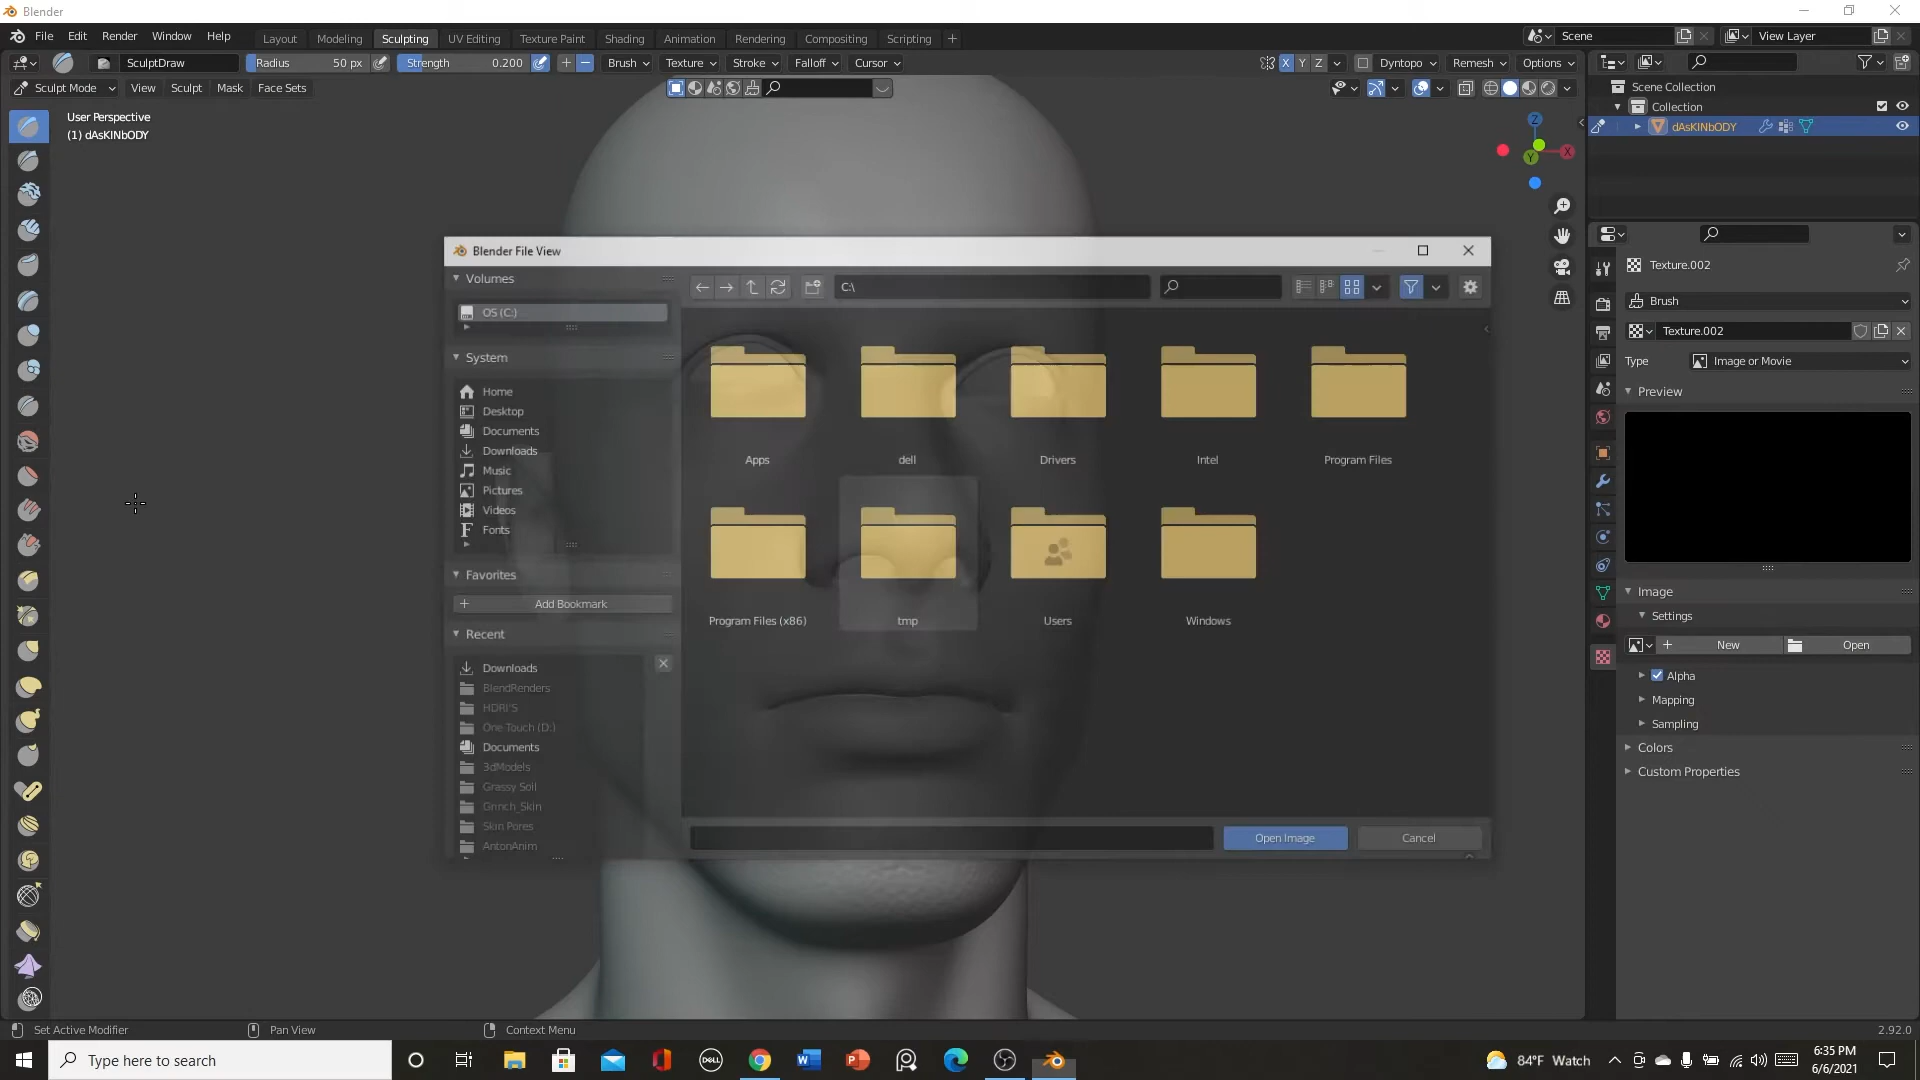 Blender
File Edit Render Window Help
Layout Modeling Sculpting UV Editing Texture Paint Shading Animation Rendering Compositing Scripting +
Scene View Layer
SculptDraw Radius 50 px Strength 0.200 Brush Texture Stroke Falloff Cursor X Y Z Dyntopo Remesh Options
Sculpt Mode View Sculpt Mask Face Sets
User Perspective
(1) dAsKINbODY
Z
X
Y
Scene Collection
Collection
dAsKINbODY
Texture.002
Brush
Texture.002
Type Image or Movie
Preview
Image
Settings
New Open
Alpha
Mapping
Sampling
Colors
Custom Properties
Blender File View
Volumes
OS (C:)
System
Home
Desktop
Documents
Downloads
Music
Pictures
Videos
Fonts
Favorites
Add Bookmark
Recent
Downloads
BlendRenders
HDRI'S
One Touch (D:)
Documents
3dModels
Grassy Soil
Grinch_Skin
Skin Pores
AntonAnim
C:\
Apps dell Drivers Intel Program Files
Program Files (x86) tmp Users Windows
Open Image Cancel
Set Active Modifier Pan View Context Menu 2.92.0
Type here to search
DELL
84°F Watch
6:35 PM
6/6/2021